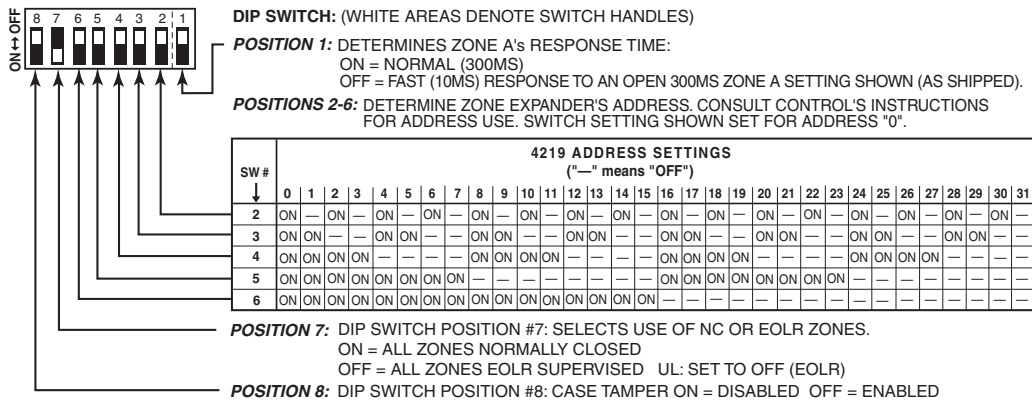 ON ↔ OFF
8 7 6 5 4 3 2 1
DIP SWITCH: (WHITE AREAS DENOTE SWITCH HANDLES)
POSITION 1: DETERMINES ZONE A's RESPONSE TIME:
ON = NORMAL (300MS)
OFF = FAST (10MS) RESPONSE TO AN OPEN 300MS ZONE A SETTING SHOWN (AS SHIPPED).
POSITIONS 2-6: DETERMINE ZONE EXPANDER'S ADDRESS. CONSULT CONTROL'S INSTRUCTIONS
FOR ADDRESS USE. SWITCH SETTING SHOWN SET FOR ADDRESS "0".
4219 ADDRESS SETTINGS
("—" means "OFF")
SW # ↓ 0 1 2 3 4 5 6 7 8 9 10 11 12 13 14 15 16 17 18 19 20 21 22 23 24 25 26 27 28 29 30 31
2 ON — ON — ON — ON — ON — ON — ON — ON — ON — ON — ON — ON — ON — ON — ON — ON —
3 ON ON — — ON ON — — ON ON — — ON ON — — ON ON — — ON ON — — ON ON — — ON ON — —
4 ON ON ON ON — — — — ON ON ON ON — — — — ON ON ON ON — — — — ON ON ON ON — — — —
5 ON ON ON ON ON ON ON ON — — — — — — — — ON ON ON ON ON ON ON ON — — — — — — — —
6 ON ON ON ON ON ON ON ON ON ON ON ON ON ON ON ON — — — — — — — — — — — — — — — —
POSITION 7: DIP SWITCH POSITION #7: SELECTS USE OF NC OR EOLR ZONES.
ON = ALL ZONES NORMALLY CLOSED
OFF = ALL ZONES EOLR SUPERVISED UL: SET TO OFF (EOLR)
POSITION 8: DIP SWITCH POSITION #8: CASE TAMPER ON = DISABLED OFF = ENABLED